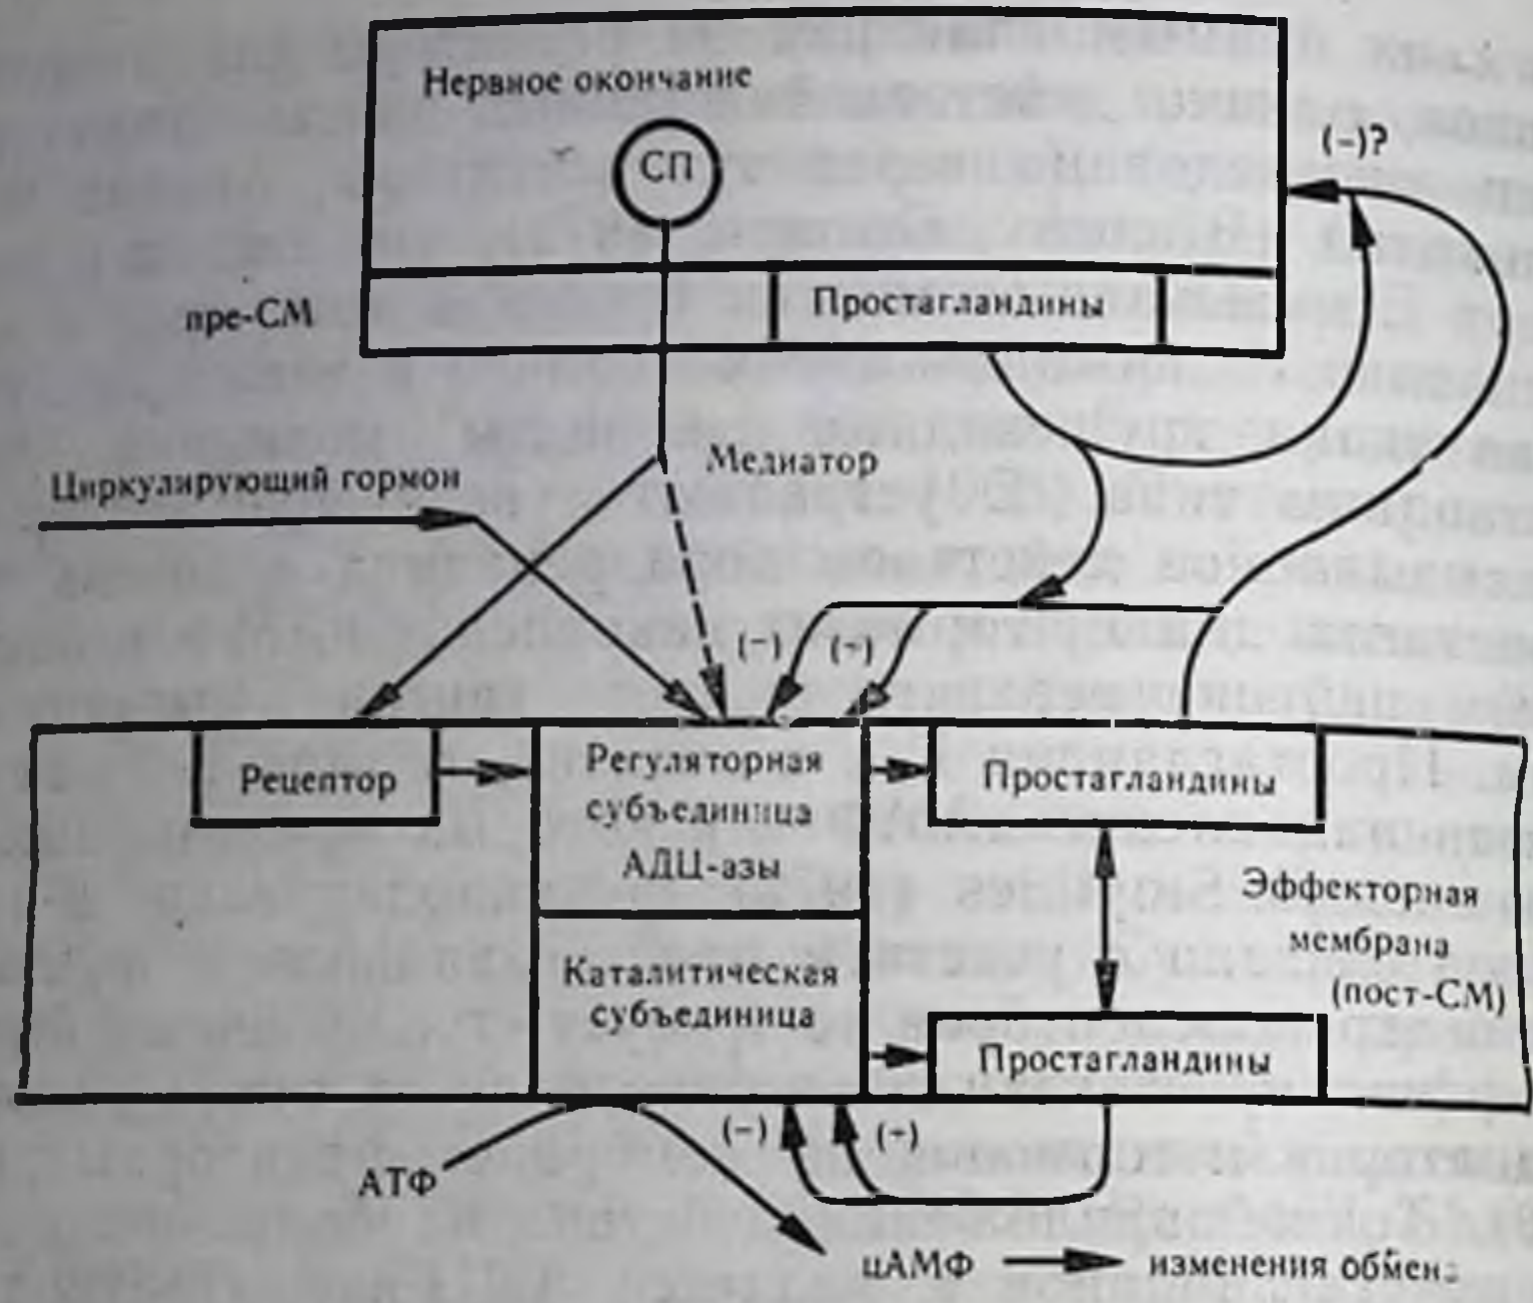 Нервное окончание
СП
(-)?
пре-СМ
Простагландины
Медиатор
Циркулирующий гормон
(-)
(+)
Рецептор
Регуляторная
субъединица
АДЦ-азы
Простагландины
Каталитическая
субъединица
Эффекторная
мембрана
(пост-СМ)
Простагландины
(-)
(+)
АТФ
цАМФ
изменения